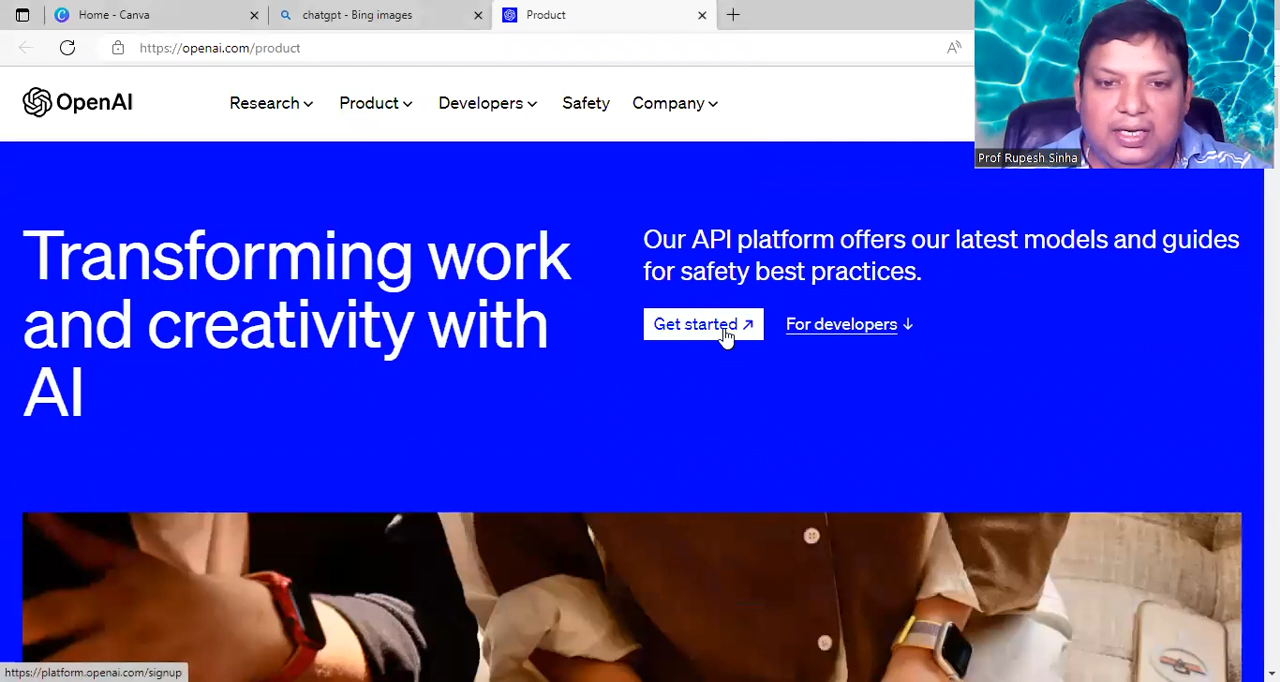 Home - Canva
chatgpt - Bing images
Product
https://openai.com/product
OpenAI
Research
Product
Developers
Safety
Company
Prof Rupesh Sinha
Transforming work
and creativity with
AI
Our API platform offers our latest models and guides
for safety best practices.
Get started ↗
For developers ↓
https://platform.openai.com/signup